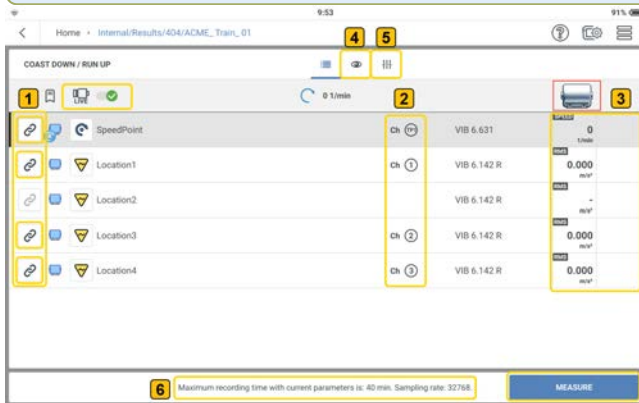 9:53
91%
Home › Internal/Results/404/ACME_Train_01
4 5
COAST DOWN / RUN UP
1 LIVE 0 1/min 2 3
SpeedPoint Ch VIB 6.631 SPEED 0 1/min
Location1 Ch 1 VIB 6.142 R RMS 0.000 m/s²
Location2 VIB 6.142 R RMS - m/s²
Location3 Ch 2 VIB 6.142 R RMS 0.000 m/s²
Location4 Ch 3 VIB 6.142 R RMS 0.000 m/s²
6 Maximum recording time with current parameters is: 40 min. Sampling rate: 32768. MEASURE